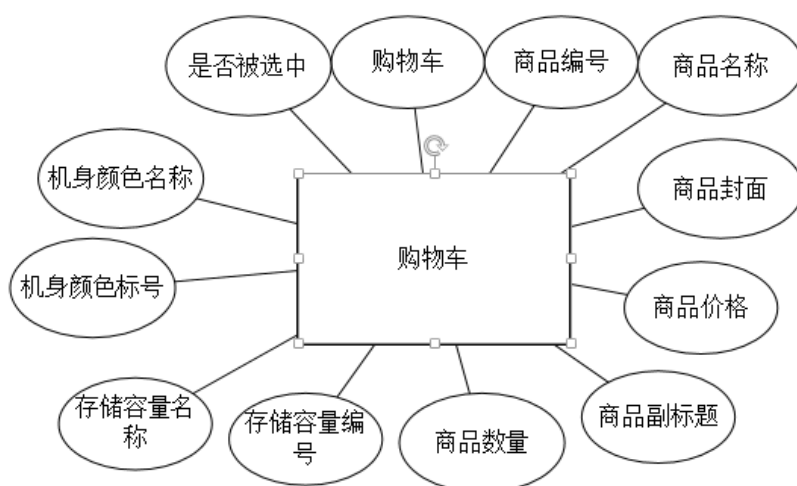 是否被选中
购物车
商品编号
商品名称
机身颜色名称
商品封面
购物车
机身颜色标号
商品价格
存储容量名
称
存储容量编
号
商品数量
商品副标题